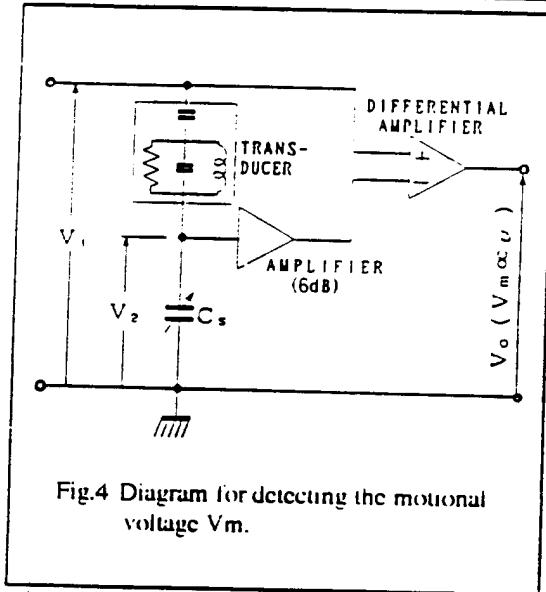 DIFFERENTIAL
AMPLIFIER
TRANS-
DUCER
+
−
V₁
AMPLIFIER
(6dB)
V₂
Cs
Vo (Vm∝υ)
Fig.4 Diagram for detecting the motional
voltage Vm.